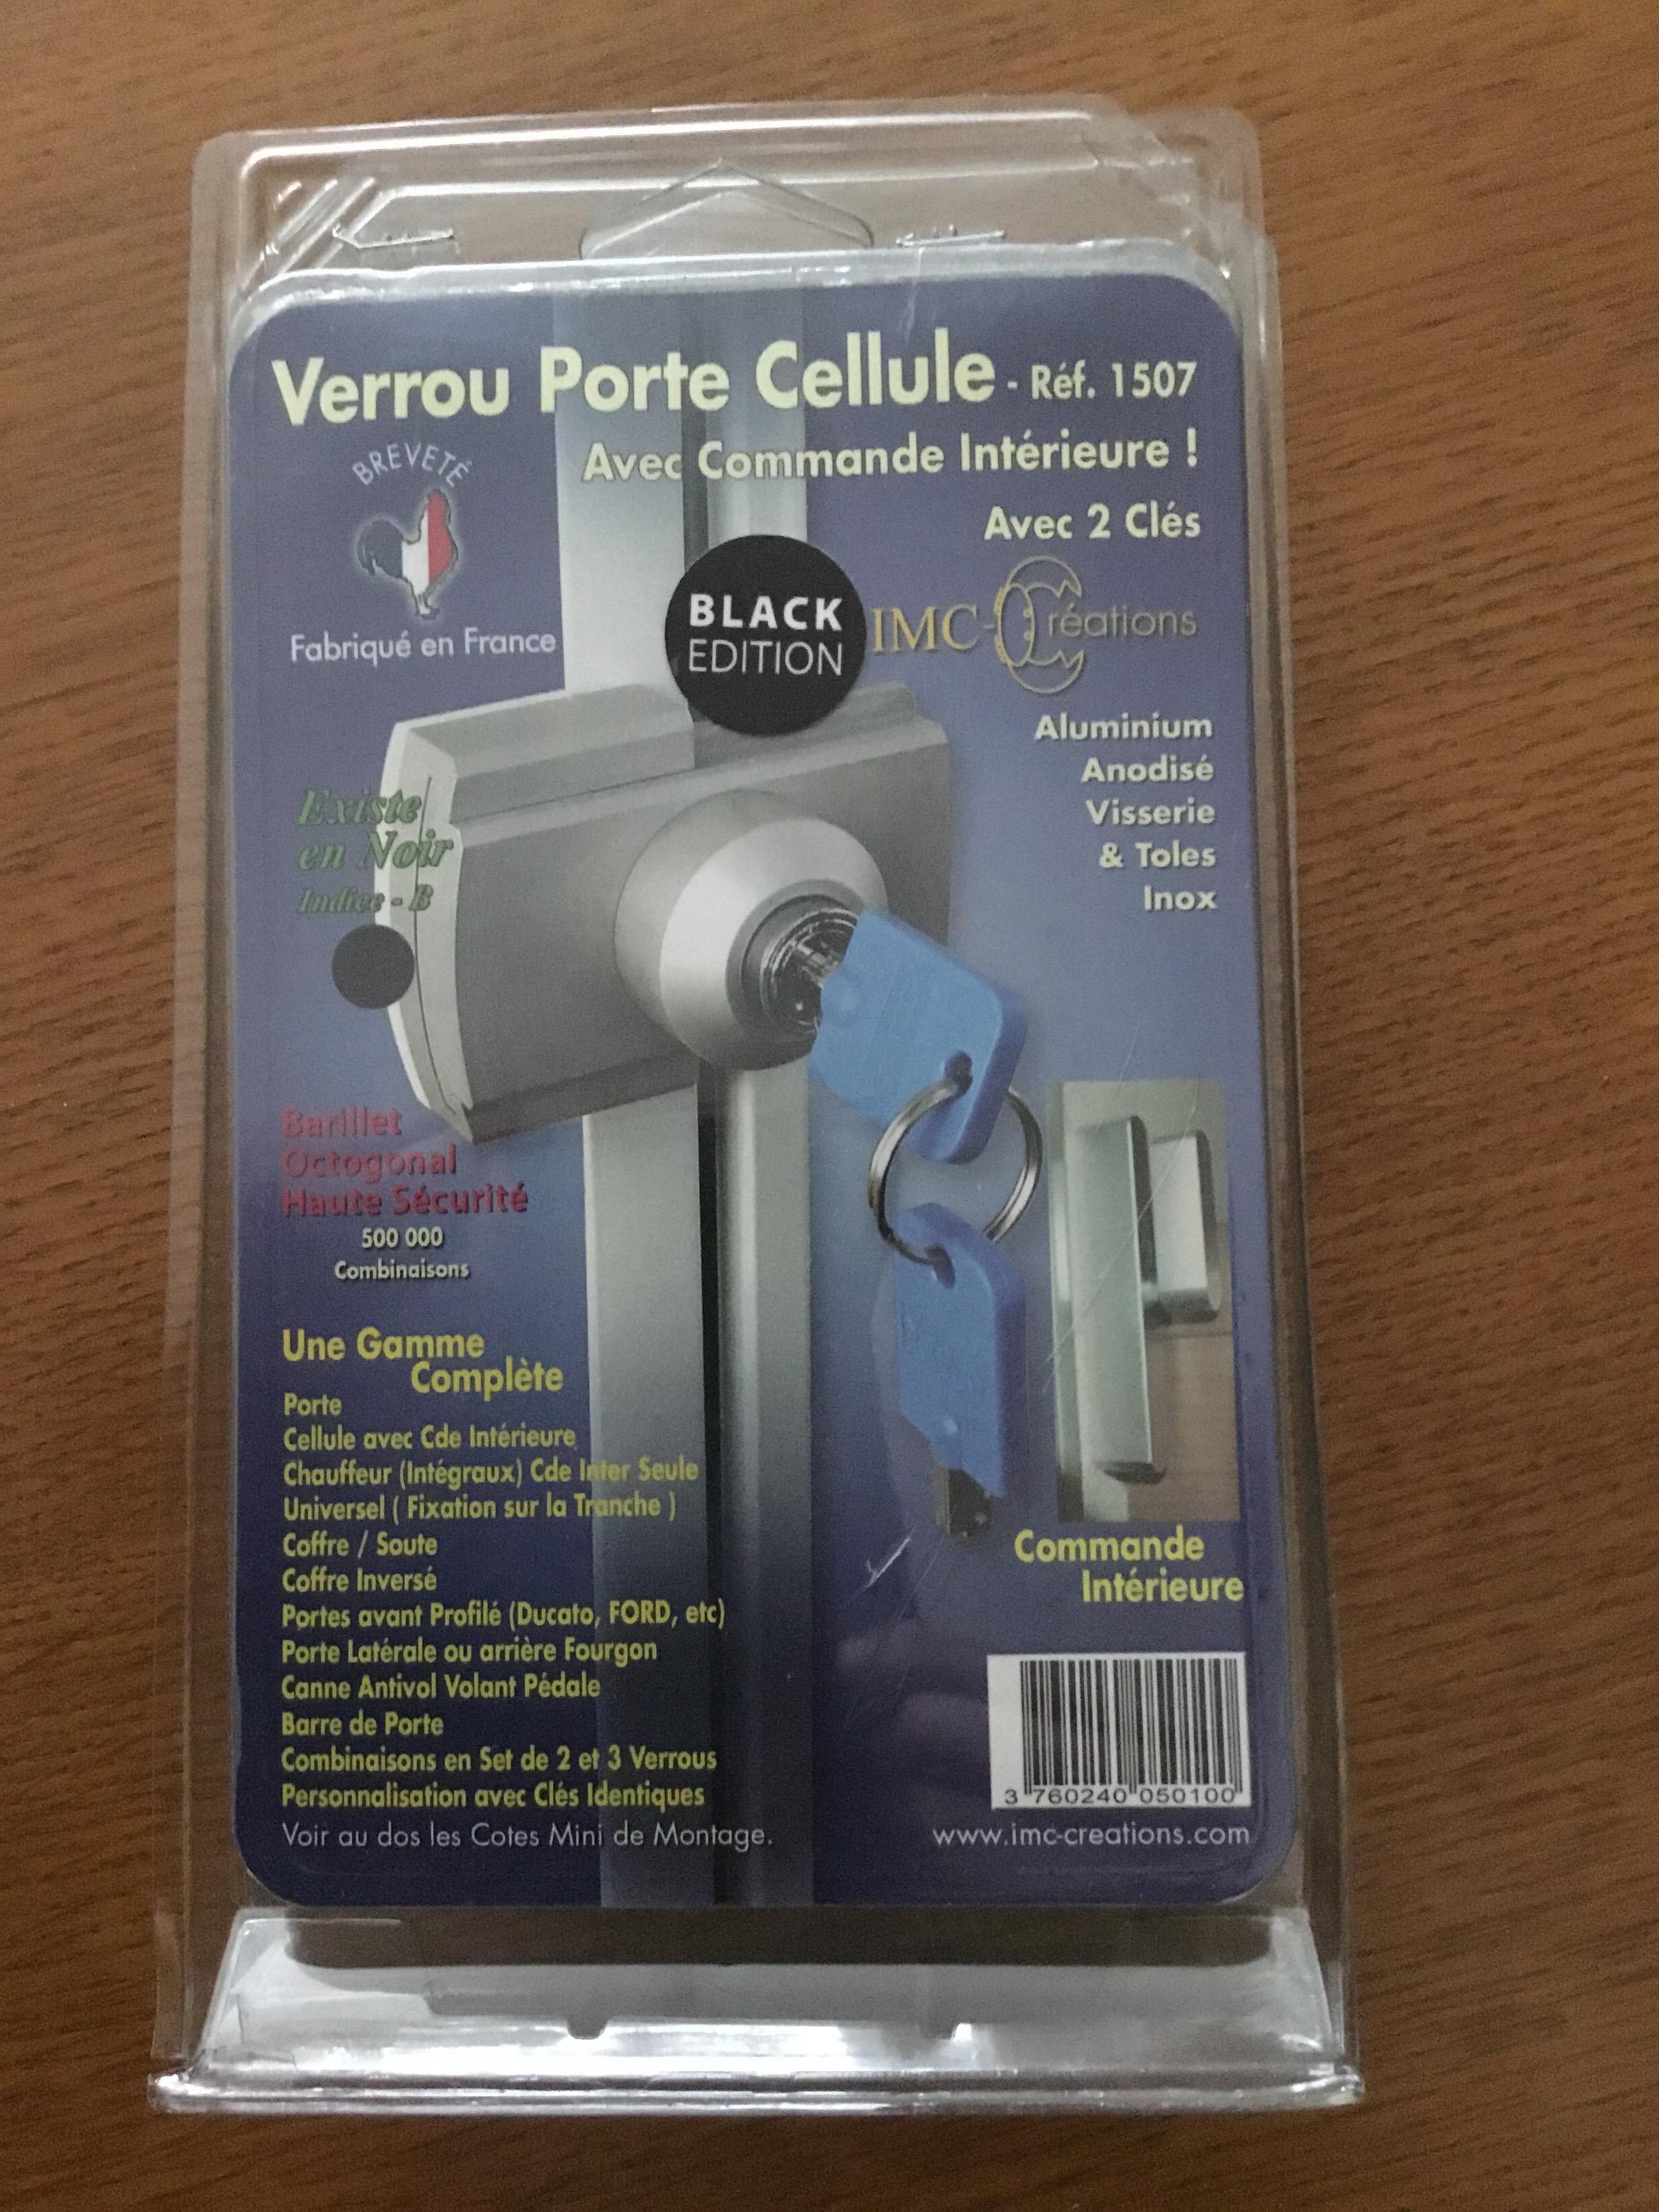 Verrou Porte Cellule - Réf. 1507
Avec Commande Intérieure !
BREVETÉ
Avec 2 Clés
BLACK
EDITION
IMC-Créations
Fabriqué en France
Aluminium
Anodisé
Visserie
& Toles
Inox
Existe
en Noir
Indice - B
Barillet
Octogonal
Haute Sécurité
500 000
Combinaisons
Une Gamme
Complète
Porte
Cellule avec Cde Intérieure
Chauffeur (Intégraux) Cde Inter Seule
Universel ( Fixation sur la Tranche )
Coffre / Soute
Coffre Inversé
Portes avant Profilé (Ducato, FORD, etc)
Porte Latérale ou arrière Fourgon
Canne Antivol Volant Pédale
Barre de Porte
Combinaisons en Set de 2 et 3 Verrous
Personnalisation avec Clés Identiques
Voir au dos les Cotes Mini de Montage.
Commande
Intérieure
3 760240 050100
www.imc-creations.com